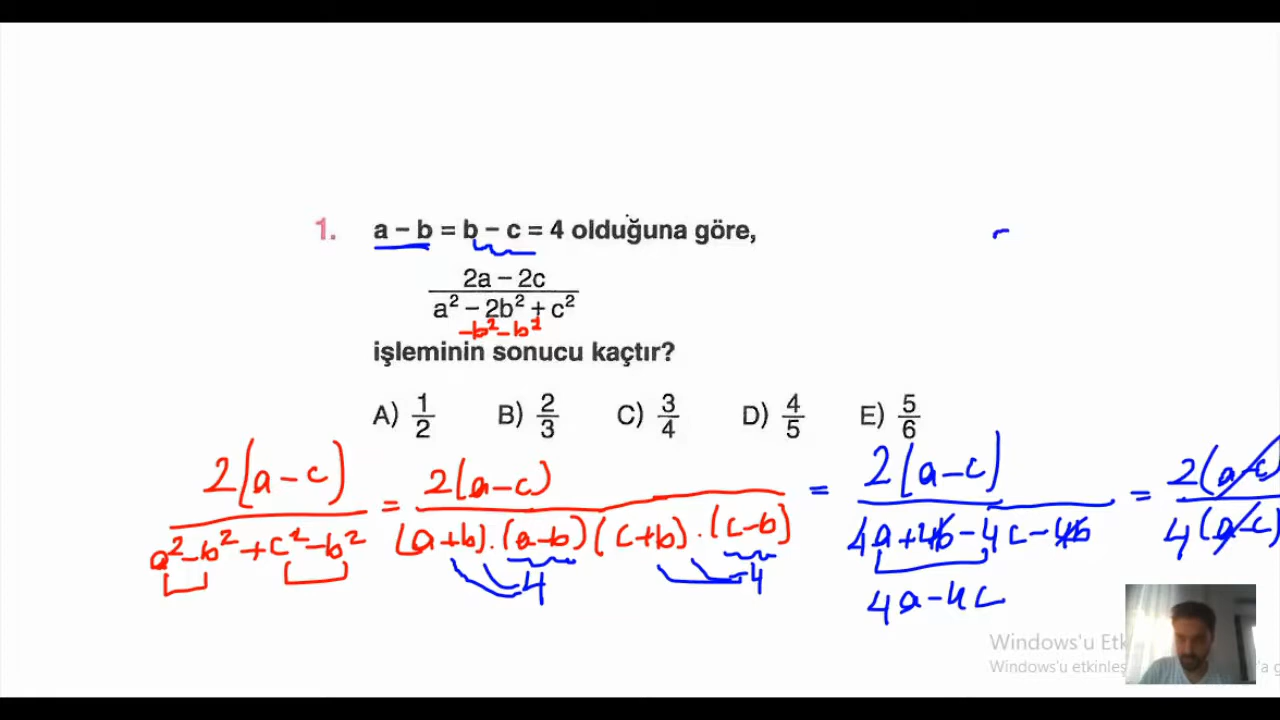 1. a − b = b − c = 4 olduğuna göre,
2a − 2c
a² − 2b² + c²
−b² − b²
işleminin sonucu kaçtır?
A) 1/2 B) 2/3 C) 3/4 D) 4/5 E) 5/6
2(a−c) = 2(a−c) = 2(a−c) = 2(a−c)
a²−b²+c²−b² (a+b).(a−b)(c+b).(c−b) 4a+4b−4c−4b 4(a−c)
4 −4 4a−4c
Windows'u Etk
Windows'u etkinleş 'a g